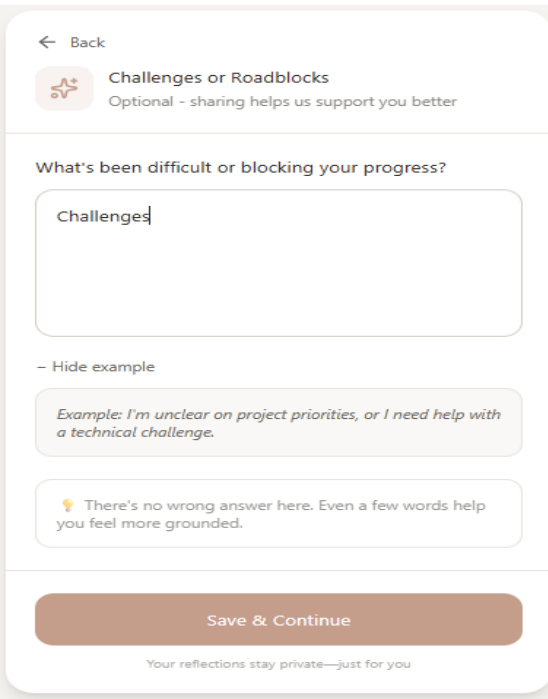 ← Back
Challenges or Roadblocks
Optional - sharing helps us support you better
What's been difficult or blocking your progress?
Challenges
– Hide example
Example: I'm unclear on project priorities, or I need help with
a technical challenge.
💡 There's no wrong answer here. Even a few words help
you feel more grounded.
Save & Continue
Your reflections stay private—just for you